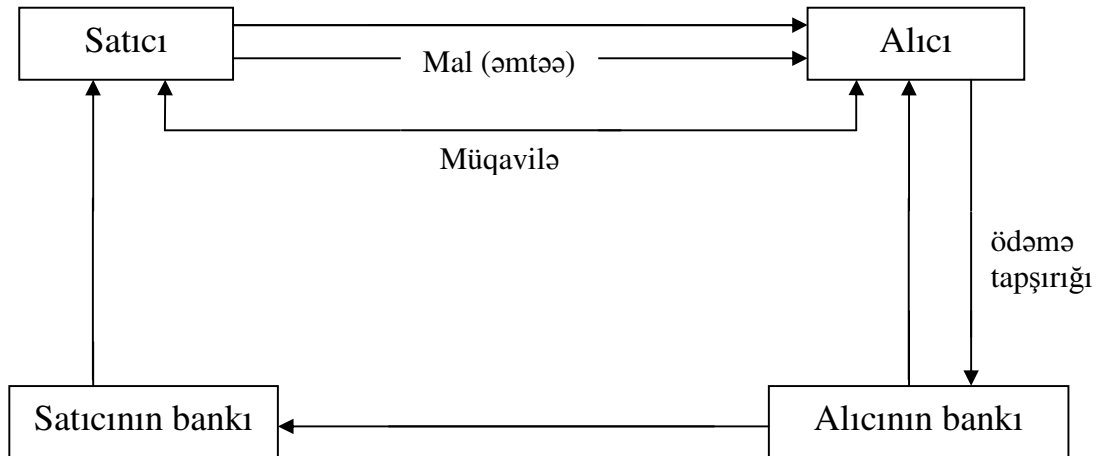 Satıcı
Alıcı
Mal (əmtəə)
Müqavilə
ödəmə
tapşırığı
Satıcının bankı
Alıcının bankı